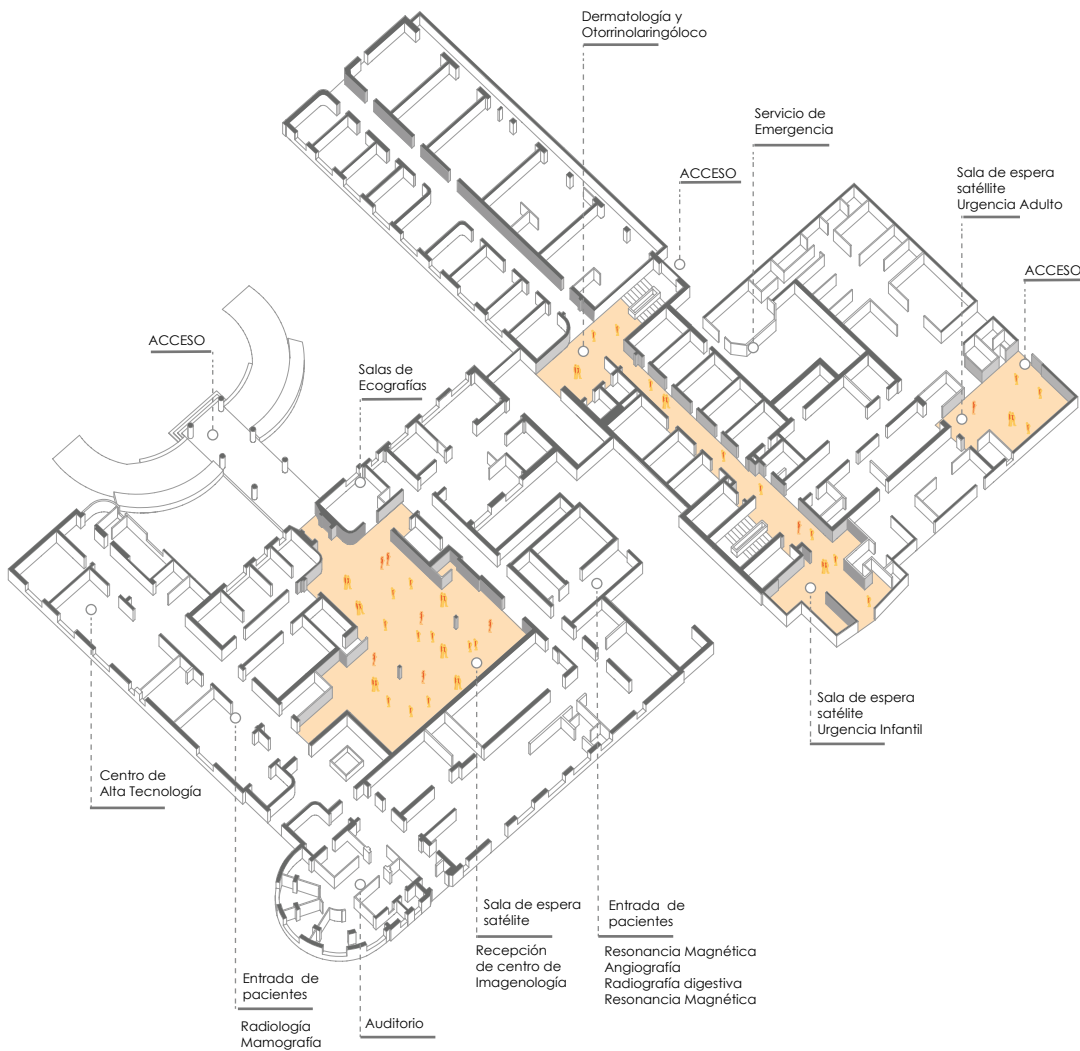 Dermatología y
Otorrinolaringóloco
Servicio de
Emergencia
ACCESO
Sala de espera
satéllite
Urgencia Adulto
ACCESO
ACCESO
Salas de
Ecografías
Sala de espera
satélite
Urgencia Infantil
Centro de
Alta Tecnología
Sala de espera
satélite
Recepción
de centro de
Imagenología
Entrada de
pacientes
Resonancia Magnética
Angiografía
Radiografía digestiva
Resonancia Magnética
Entrada de
pacientes
Radiología
Mamografía
Auditorio